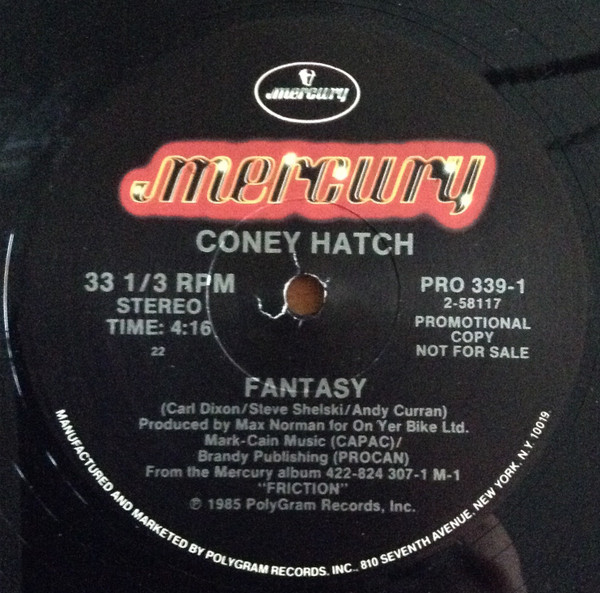 mercury
mercury
CONEY HATCH
33 1/3 RPM
STEREO
TIME: 4:16
22
PRO 339-1
2-58117
PROMOTIONAL
COPY
NOT FOR SALE
FANTASY
(Carl Dixon/Steve Shelski/Andy Curran)
Produced by Max Norman for On Yer Bike Ltd.
Mark-Cain Music (CAPAC)/
Brandy Publishing (PROCAN)
From the Mercury album 422-824 307-1 M-1
"FRICTION"
℗ 1985 PolyGram Records, Inc.
MANUFACTURED AND MARKETED BY POLYGRAM RECORDS, INC., 810 SEVENTH AVENUE, NEW YORK, N.Y. 10019